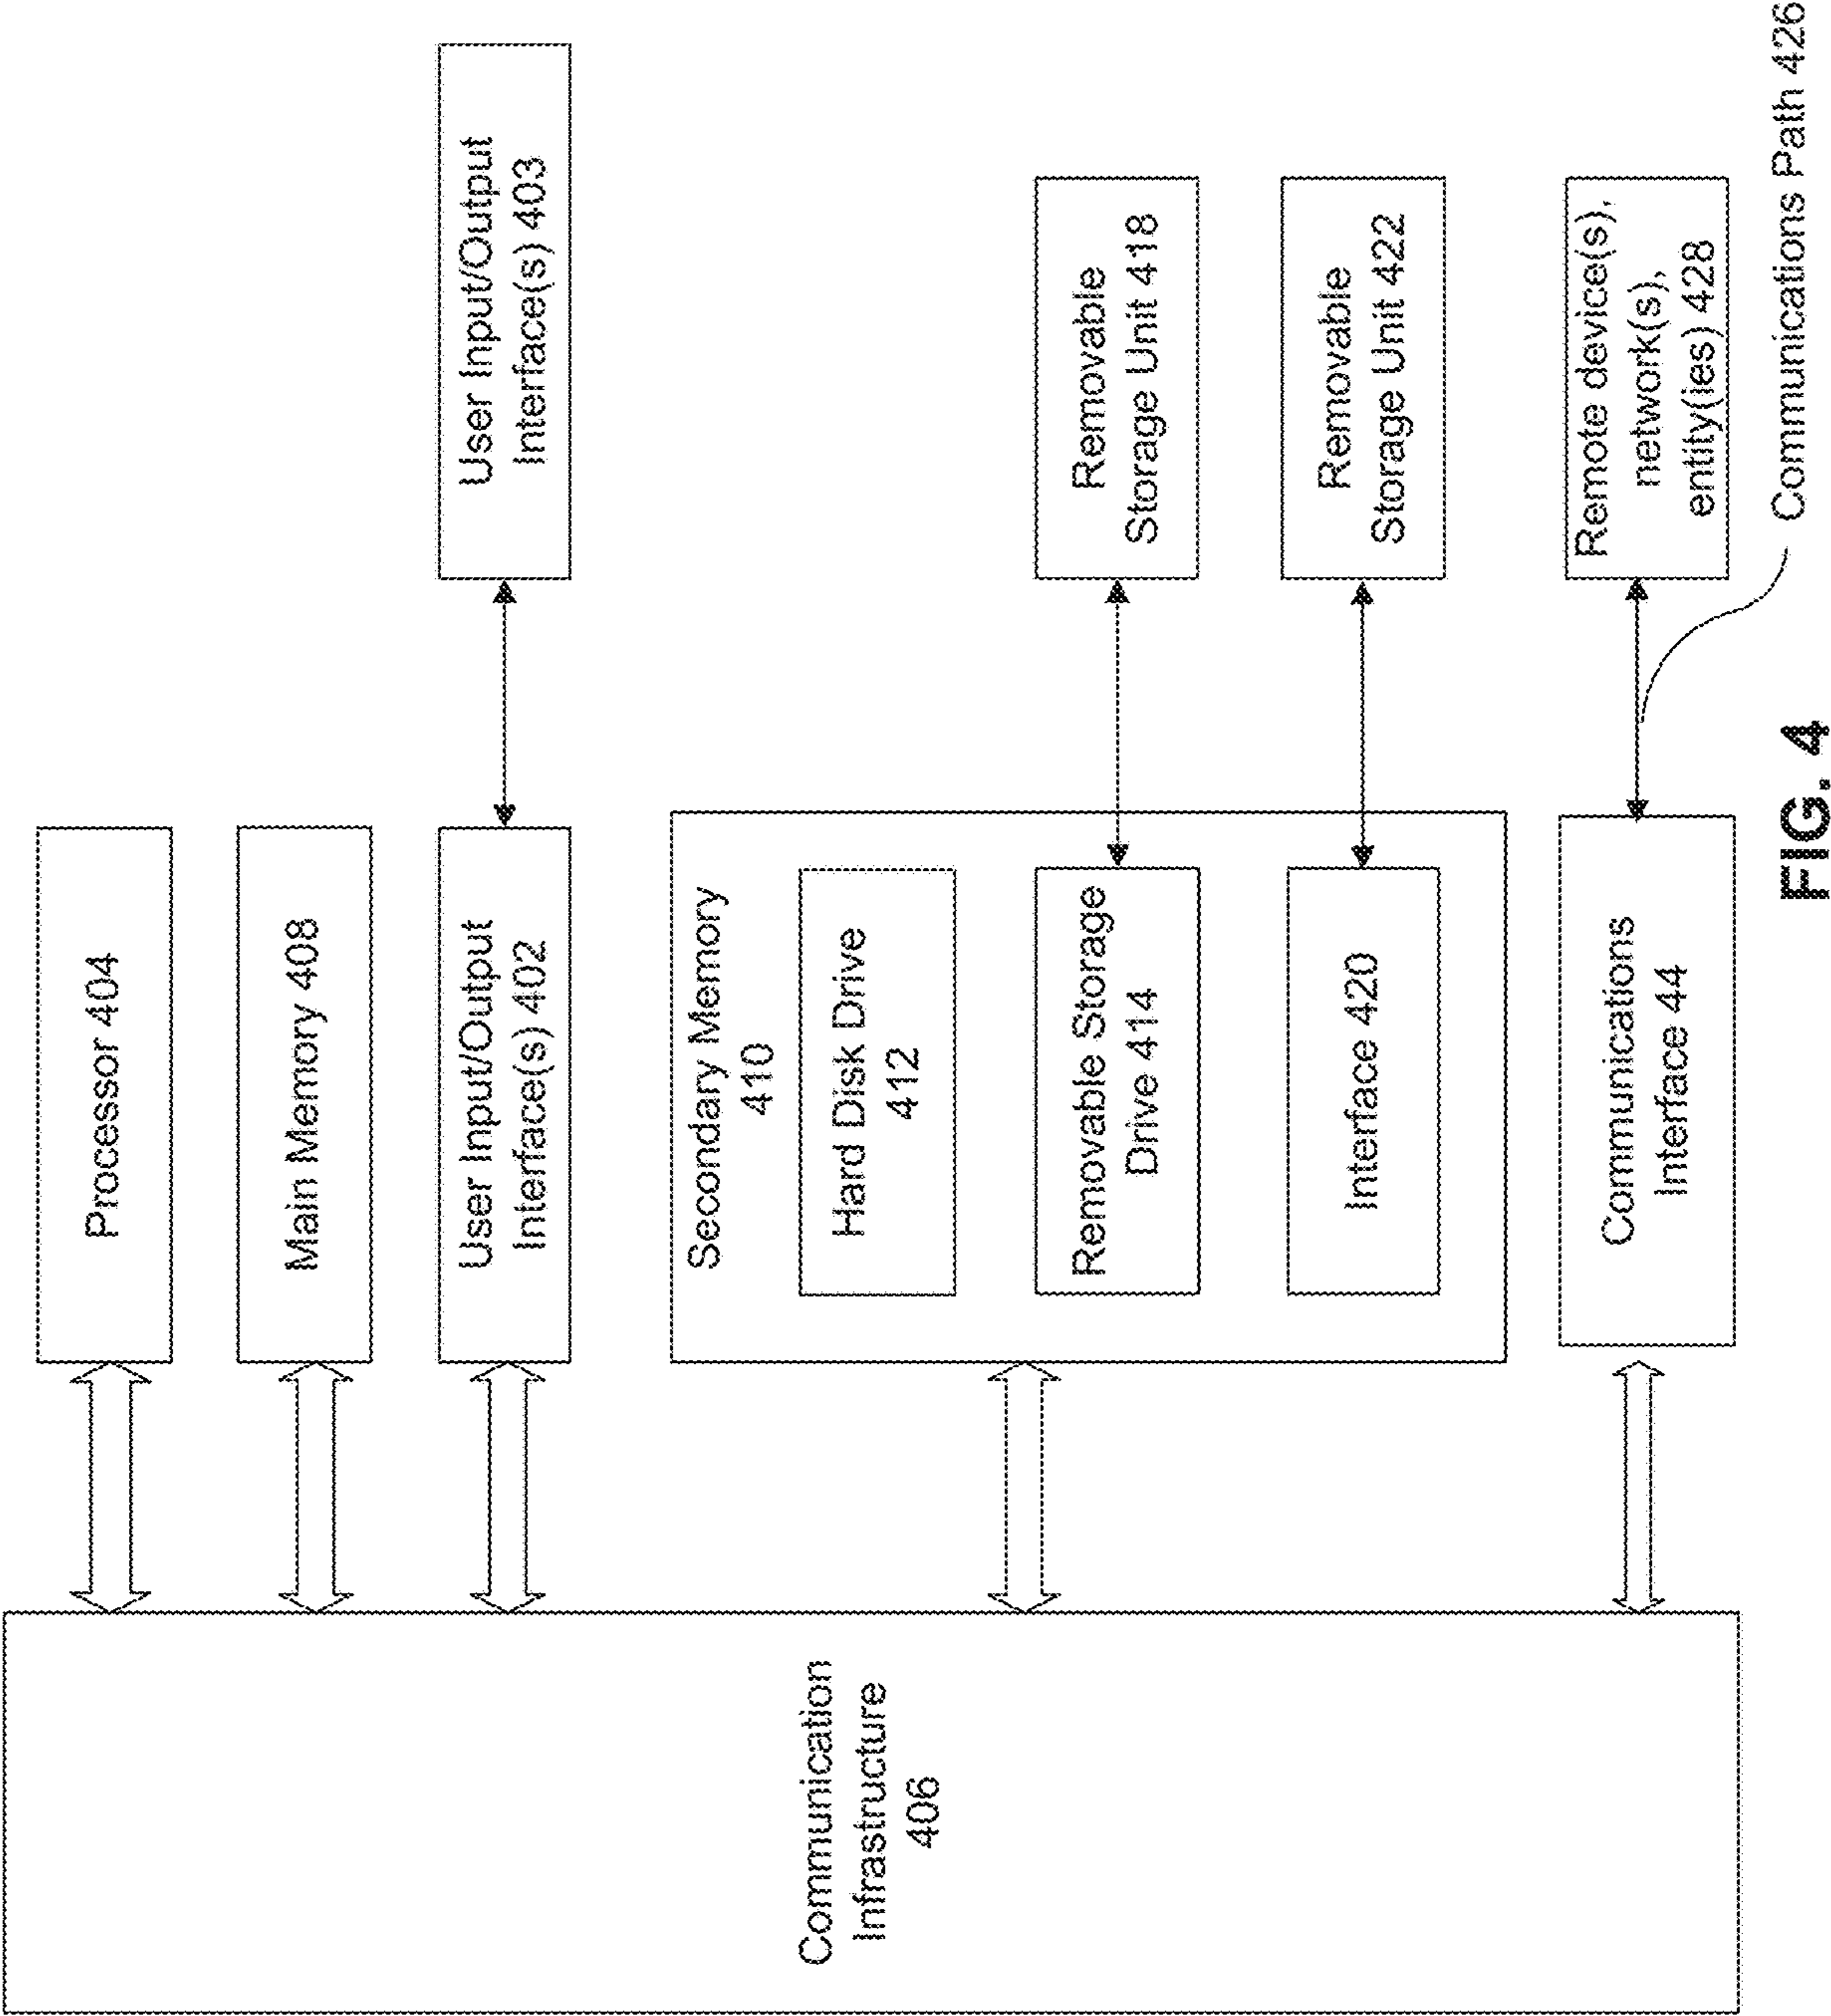 Processor 404
Main Memory 408
User Input/Output
Interface(s) 402
User Input/Output
Interface(s) 403
Secondary Memory
410
Hard Disk Drive
412
Removable Storage
Drive 414
Removable
Storage Unit 418
Interface 420
Removable
Storage Unit 422
Communications
Interface 44
Remote device(s),
network(s),
entity(ies) 428
Communications Path 426
Communication
Infrastructure
406
FIG. 4